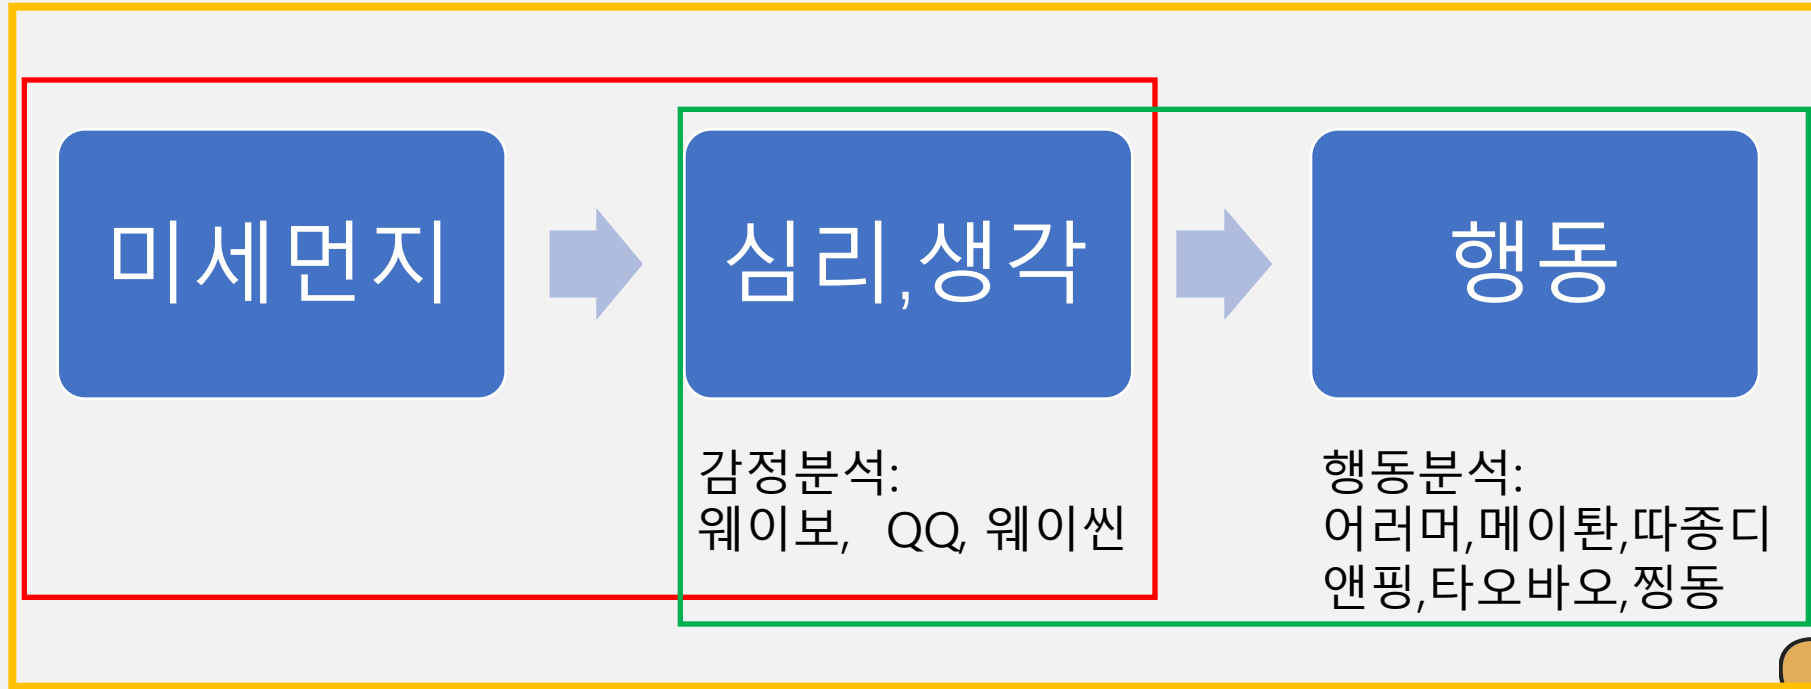 미세먼지
심리,생각
행동
감정분석:
웨이보, QQ, 웨이씬
행동분석:
어러머,메이퇀,따종디
앤핑,타오바오,찡동